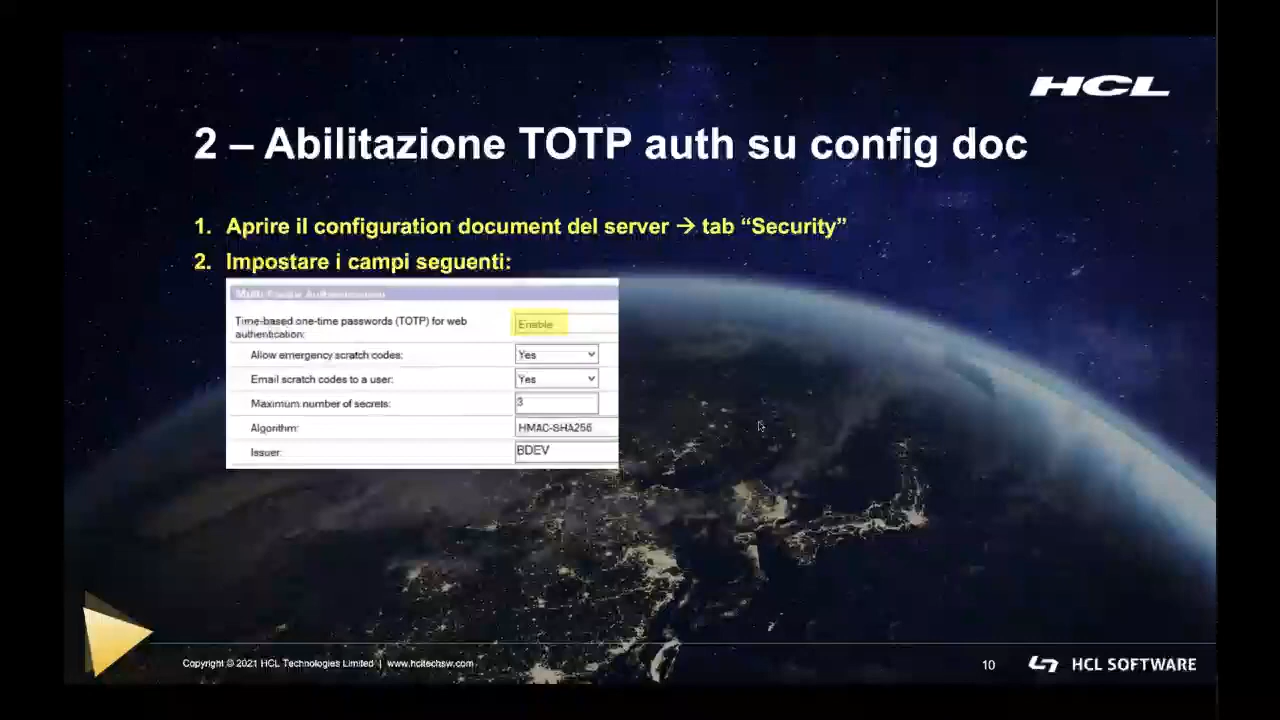 HCL
2 – Abilitazione TOTP auth su config doc
1. Aprire il configuration document del server → tab “Security”
2. Impostare i campi seguenti:
Multi-Factor Authentication
Time-based one-time passwords (TOTP) for web
authentication:
Enable
Allow emergency scratch codes:
Yes
Email scratch codes to a user:
Yes
Maximum number of secrets:
3
Algorithm:
HMAC-SHA256
Issuer:
BDEV
Copyright © 2021 HCL Technologies Limited | www.hcltechsw.com
10
HCL SOFTWARE